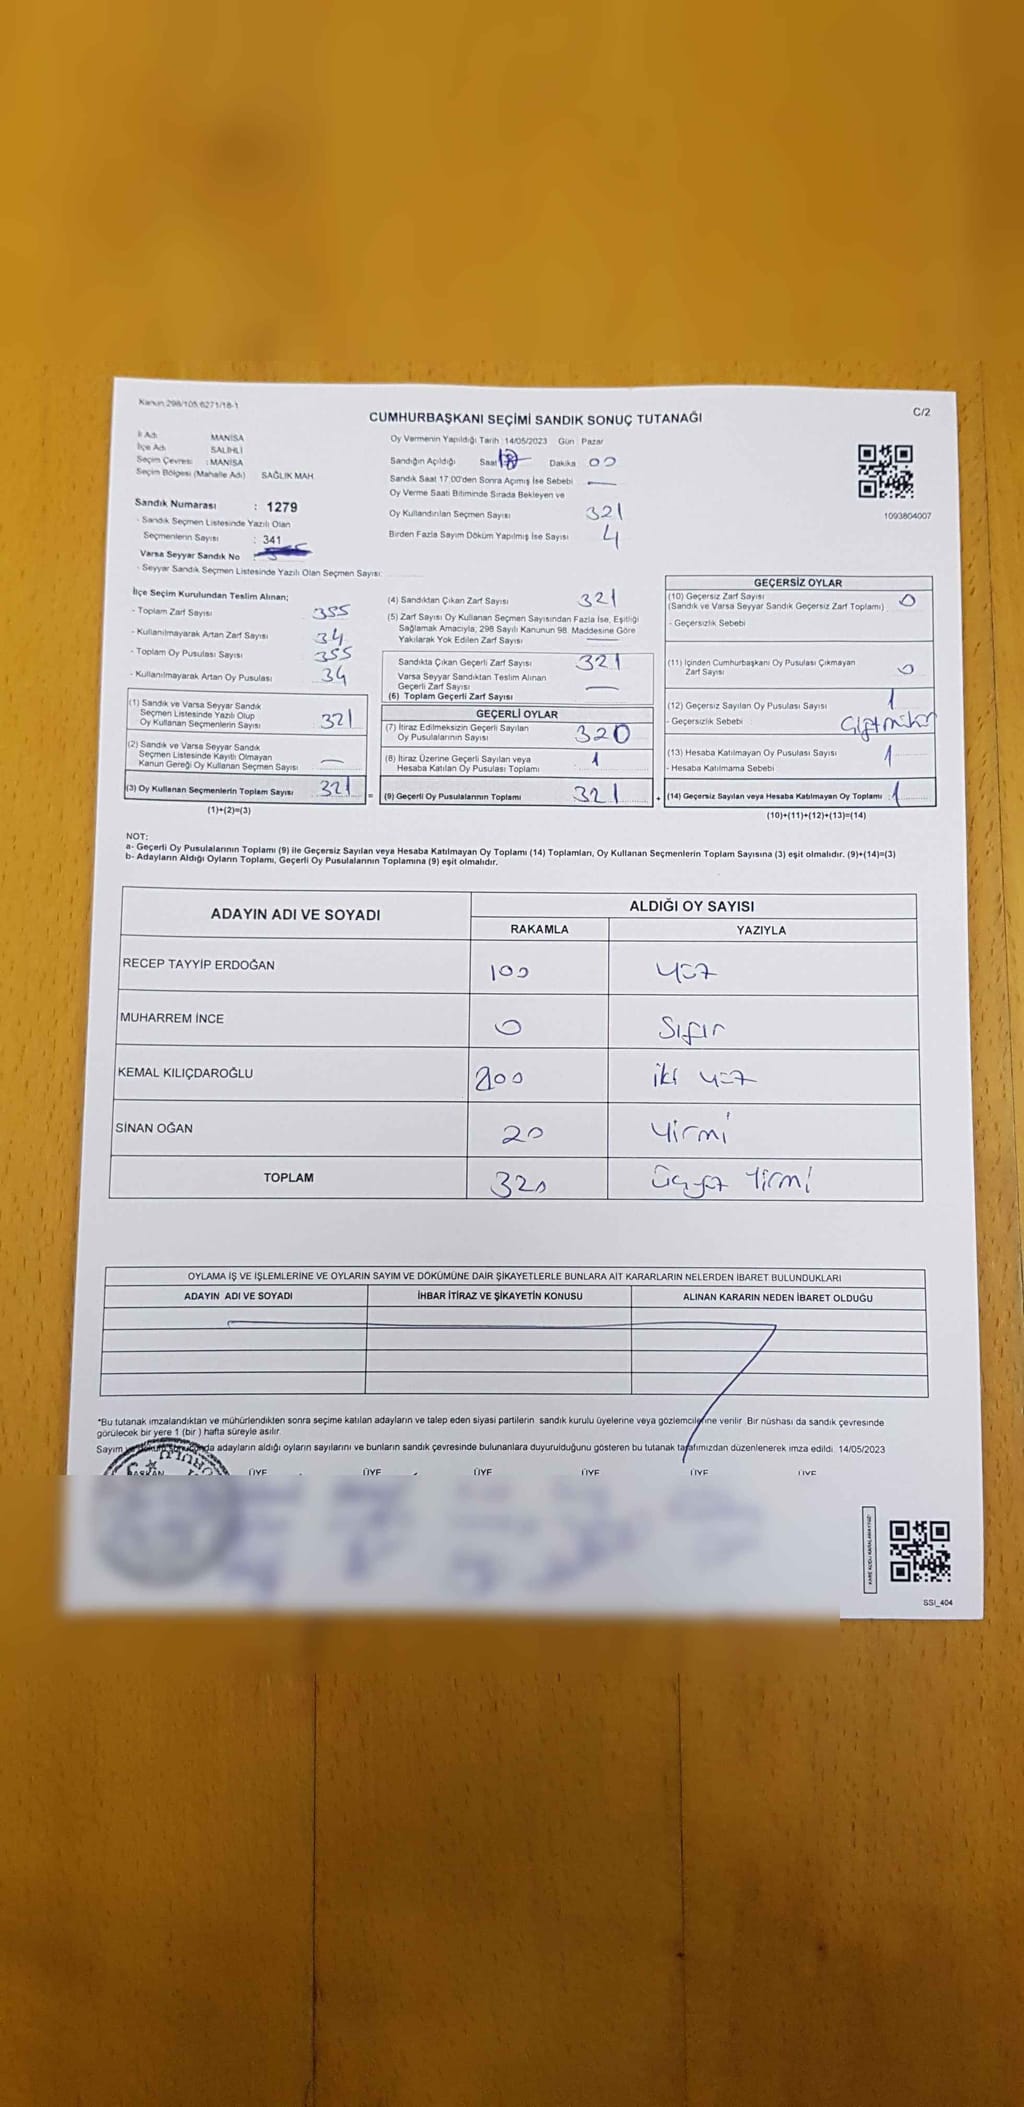 Kanun 298/105,6271/18-1
C/2
CUMHURBAŞKANI SEÇİMİ SANDIK SONUÇ TUTANAĞI
İl Adı MANİSA
İlçe Adı SALİHLİ
Seçim Çevresi : MANİSA
Seçim Bölgesi (Mahalle Adı) SAĞLIK MAH
Sandık Numarası : 1279
- Sandık Seçmen Listesinde Yazılı Olan
Seçmenlerin Sayısı : 341
Varsa Seyyar Sandık No
- Seyyar Sandık Seçmen Listesinde Yazılı Olan Seçmen Sayısı:
Oy Vermenin Yapıldığı Tarih 14/05/2023 Gün Pazar
Sandığın Açıldığı Saat Dakika 00
Sandık Saat 17.00'den Sonra Açımış İse Sebebi —
Oy Verme Saati Bitiminde Sırada Bekleyen ve
Oy Kullandırılan Seçmen Sayısı 321
Birden Fazla Sayım Döküm Yapılmış İse Sayısı 4
1093804007
İlçe Seçim Kurulundan Teslim Alınan;
- Toplam Zarf Sayısı 355
- Kullanılmayarak Artan Zarf Sayısı 34
- Toplam Oy Pusulası Sayısı 355
- Kullanılmayarak Artan Oy Pusulası 34
(1) Sandık ve Varsa Seyyar Sandık
Seçmen Listesinde Yazılı Olup
Oy Kullanan Seçmenlerin Sayısı 321
(2) Sandık ve Varsa Seyyar Sandık
Seçmen Listesinde Kayıtlı Olmayan
Kanun Gereği Oy Kullanan Seçmen Sayısı —
(3) Oy Kullanan Seçmenlerin Toplam Sayısı 321 =
(1)+(2)=(3)
(4) Sandıktan Çıkan Zarf Sayısı 321
(5) Zarf Sayısı Oy Kullanan Seçmen Sayısından Fazla İse, Eşitliği
Sağlamak Amacıyla, 298 Sayılı Kanunun 98. Maddesine Göre
Yakılarak Yok Edilen Zarf Sayısı —
Sandıkta Çıkan Geçerli Zarf Sayısı 321
Varsa Seyyar Sandıktan Teslim Alınan
Geçerli Zarf Sayısı —
(6) Toplam Geçerli Zarf Sayısı
GEÇERLİ OYLAR
(7) İtiraz Edilmeksizin Geçerli Sayılan
Oy Pusulalarının Sayısı 320
(8) İtiraz Üzerine Geçerli Sayılan veya
Hesaba Katılan Oy Pusulası Toplamı 1
(9) Geçerli Oy Pusulalarının Toplamı 321 +
GEÇERSİZ OYLAR
(10) Geçersiz Zarf Sayısı 0
(Sandık ve Varsa Seyyar Sandık Geçersiz Zarf Toplamı)
- Geçersizlik Sebebi
(11) İçinden Cumhurbaşkanı Oy Pusulası Çıkmayan
Zarf Sayısı 0
(12) Geçersiz Sayılan Oy Pusulası Sayısı 1
- Geçersizlik Sebebi Çift mühür
(13) Hesaba Katılmayan Oy Pusulası Sayısı 1
- Hesaba Katılmama Sebebi
(14) Geçersiz Sayılan veya Hesaba Katılmayan Oy Toplamı : 1
(10)+(11)+(12)+(13)=(14)
NOT:
a- Geçerli Oy Pusulalarının Toplamı (9) ile Geçersiz Sayılan veya Hesaba Katılmayan Oy Toplamı (14) Toplamları, Oy Kullanan Seçmenlerin Toplam Sayısına (3) eşit olmalıdır. (9)+(14)=(3)
b- Adayların Aldığı Oyların Toplamı, Geçerli Oy Pusulalarının Toplamına (9) eşit olmalıdır.
ADAYIN ADI VE SOYADI ALDIĞI OY SAYISI
RAKAMLA YAZIYLA
RECEP TAYYİP ERDOĞAN 100 yüz
MUHARREM İNCE 0 Sıfır
KEMAL KILIÇDAROĞLU 200 iki yüz
SİNAN OĞAN 20 yirmi
TOPLAM 320 üçyüz yirmi
OYLAMA İŞ VE İŞLEMLERİNE VE OYLARIN SAYIM VE DÖKÜMÜNE DAİR ŞİKAYETLERLE BUNLARA AİT KARARLARIN NELERDEN İBARET BULUNDUKLARI
ADAYIN ADI VE SOYADI İHBAR İTİRAZ VE ŞİKAYETİN KONUSU ALINAN KARARIN NEDEN İBARET OLDUĞU
*Bu tutanak imzalandıktan ve mühürlendikten sonra seçime katılan adayların ve talep eden siyasi partilerin sandık kurulu üyelerine veya gözlemcilerine verilir. Bir nüshası da sandık çevresinde
görülecek bir yere 1 (bir ) hafta süreyle asılır.
Sayım adayların aldığı oyların sayılarını ve bunların sandık çevresinde bulunanlara duyurulduğunu gösteren bu tutanak tarafımızdan düzenlenerek imza edildi. 14/05/2023
BAŞKAN ÜYE ÜYE ÜYE ÜYE ÜYE ÜYE
SSI_404